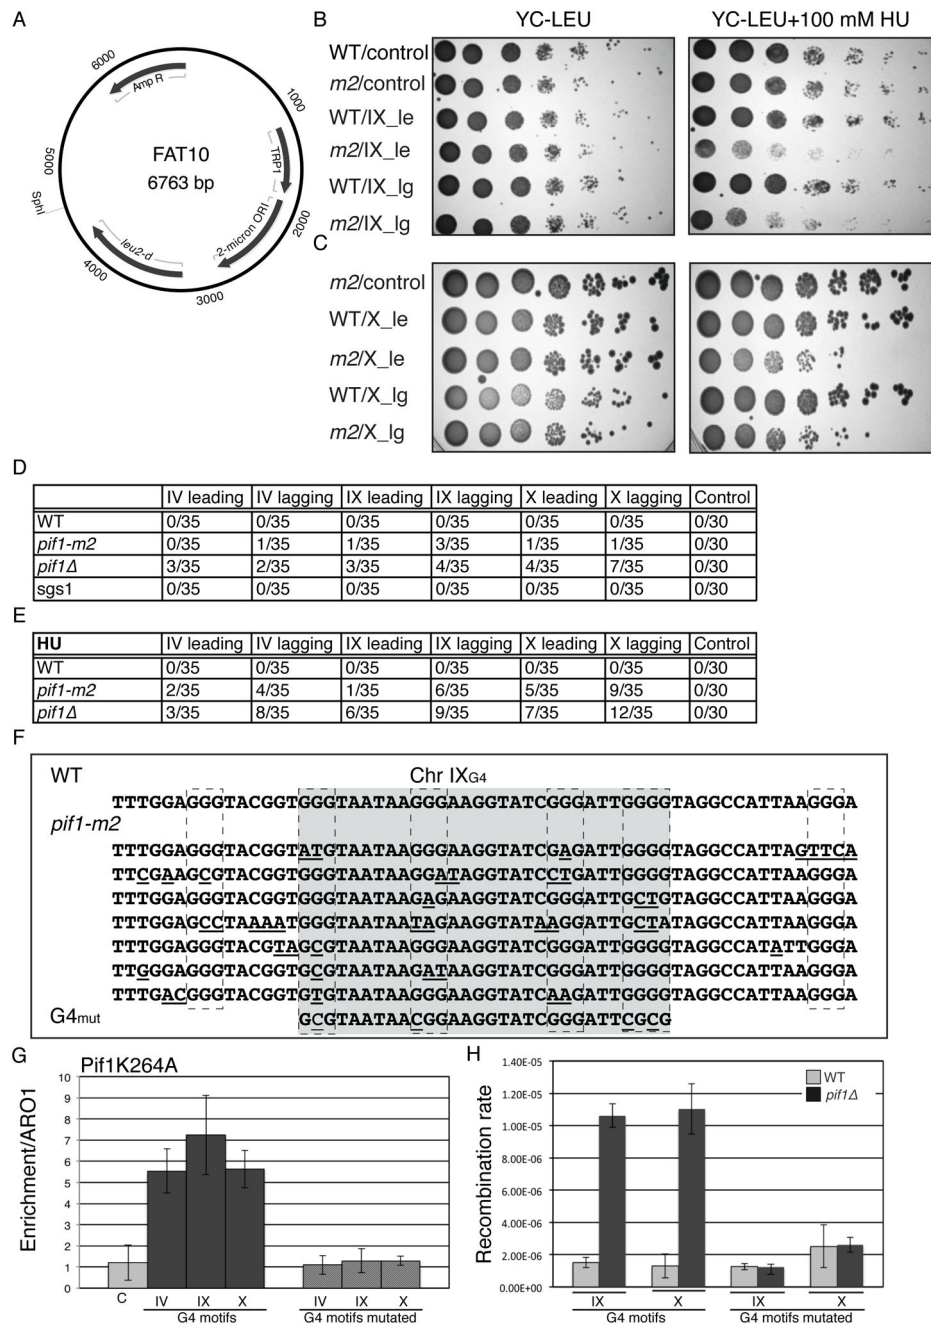 A
FAT10
6763 bp
1000
2000
3000
4000
5000
6000
Amp R
TRP1
2-micron ORI
leu2-d
SphI
B
YC-LEU
YC-LEU+100 mM HU
WT/control
m2/control
WT/IX_le
m2/IX_le
WT/IX_lg
m2/IX_lg
C
m2/control
WT/X_le
m2/X_le
WT/X_lg
m2/X_lg
D
IV leading IV lagging IX leading IX lagging X leading X lagging Control
WT 0/35 0/35 0/35 0/35 0/35 0/35 0/30
pif1-m2 0/35 1/35 1/35 3/35 1/35 1/35 0/30
pif1Δ 3/35 2/35 3/35 4/35 4/35 7/35 0/30
sgs1 0/35 0/35 0/35 0/35 0/35 0/35 0/30
E
HU IV leading IV lagging IX leading IX lagging X leading X lagging Control
WT 0/35 0/35 0/35 0/35 0/35 0/35 0/30
pif1-m2 2/35 4/35 1/35 6/35 5/35 9/35 0/30
pif1Δ 3/35 8/35 6/35 9/35 7/35 12/35 0/30
F
WT Chr IXG4
TTTGGAGGGTACGGTGGGTAATAAGGGAAGGTATCGGGATTGGGGTAGGCCATTAAGGGA
pif1-m2
TTTGGAGGGTACGGTATGTAATAAGGGAAGGTATCGAGATTGGGGTAGGCCATTAGTTCA
TTCGAAGCGTACGGTGGGTAATAAGGATAGGTATCCTGATTGGGGTAGGCCATTAAGGGA
TTTGGAGGGTACGGTGGGTAATAAGAGAAGGTATCGGGATTGCTGTAGGCCATTAAGGGA
TTTGGAGCCTAAAATGGGTAATAATAGAAGGTATAAGGATTGCTATAGGCCATTAAGGGA
TTTGGAGGGTACGTAGCGTAATAAGGGAAGGTATCGGGATTGGGGTAGGCCATATTGGGA
TTGGGAGGGTACGGTGCGTAATAAGATAAGGTATCGGGATTGGGGTAGGCCATTAAGGGA
TTTGACGGGTACGGTGTGTAATAAGGGAAGGTATCAAGATTGGGGTAGGCCATTAAGGGA
G4mut GCGTAATAACGGAAGGTATCGGGATTCGCG
G
Pif1K264A
Enrichment/ARO1
10
9
8
7
6
5
4
3
2
1
0
C IV IX X IV IX X
G4 motifs G4 motifs mutated
H
Recombination rate
1.40E-05
1.20E-05
1.00E-05
8.00E-06
6.00E-06
4.00E-06
2.00E-06
0.00E+00
WT
pif1Δ
IX X IX X
G4 motifs G4 motifs mutated